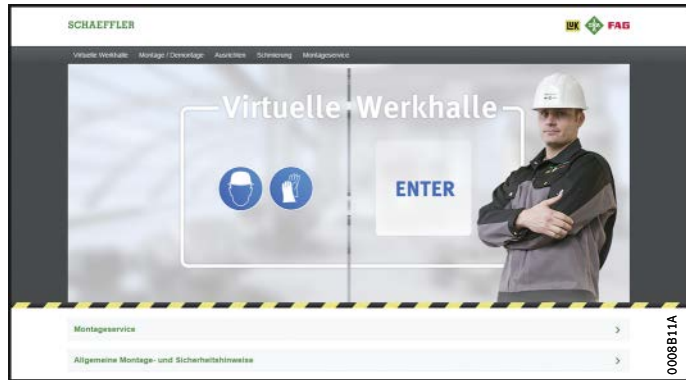 SCHAEFFLER
LUK INA FAG
Virtuelle Werkhalle Montage / Demontage Ausrichten Schmierung Montageservice
Virtuelle Werkhalle
ENTER
Montageservice
Allgemeine Montage- und Sicherheitshinweise
0008B11A